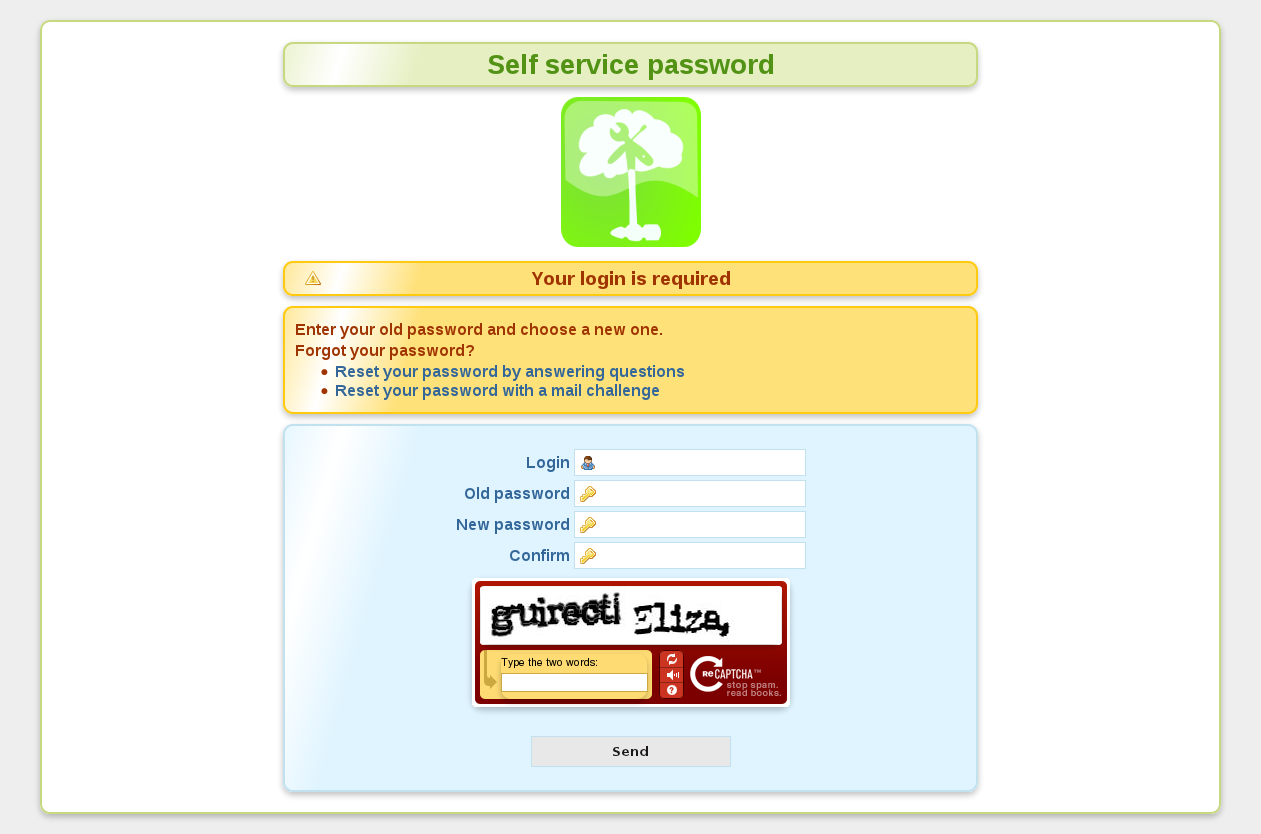 Self service password
Your login is required
Enter your old password and choose a new one.
Forgot your password?
• Reset your password by answering questions
• Reset your password with a mail challenge
Login
Old password
New password
Confirm
Eliza,
Type the two words:
reCAPTCHA™
stop spam.
read books.
Send